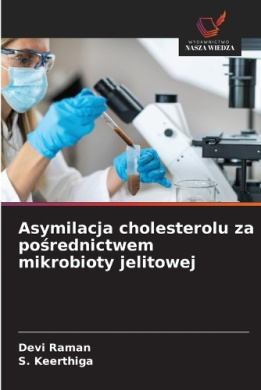 WYDAWNICTWO
NASZA WIEDZA
Asymilacja cholesterolu za
pośrednictwem
mikrobioty jelitowej
Devi Raman
S. Keerthiga